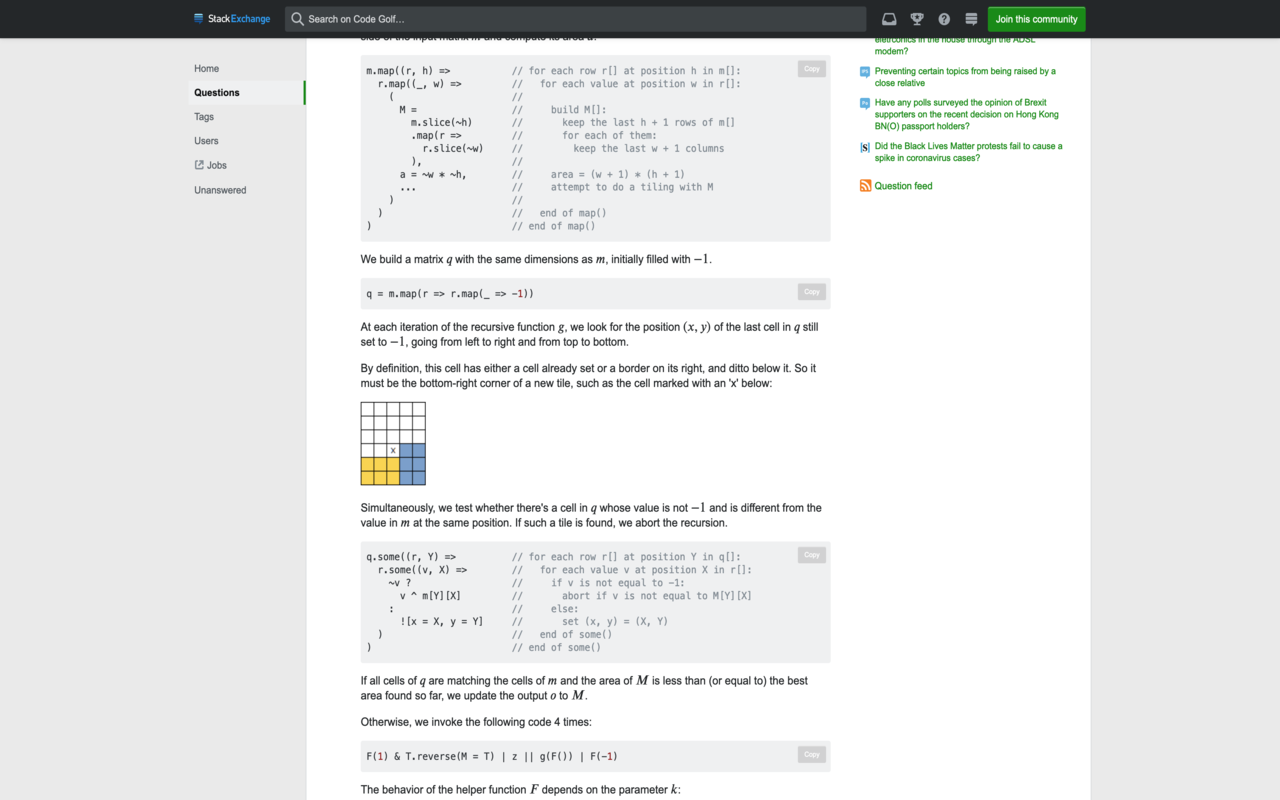 StackExchange
Search on Code Golf...
Join this community
Home
Questions
Tags
Users
Jobs
Unanswered
side of the input matrix m and compute its area a:
m.map((r, h) => // for each row r[] at position h in m[]:
r.map((_, w) => // for each value at position w in r[]:
( //
M = // build M[]:
m.slice(~h) // keep the last h + 1 rows of m[]
.map(r => // for each of them:
r.slice(~w) // keep the last w + 1 columns
), //
a = ~w * ~h, // area = (w + 1) * (h + 1)
... // attempt to do a tiling with M
) //
) // end of map()
) // end of map()
Copy
We build a matrix q with the same dimensions as m, initially filled with −1.
q = m.map(r => r.map(_ => -1))
Copy
At each iteration of the recursive function g, we look for the position (x, y) of the last cell in q still
set to −1, going from left to right and from top to bottom.
By definition, this cell has either a cell already set or a border on its right, and ditto below it. So it
must be the bottom-right corner of a new tile, such as the cell marked with an 'x' below:
x
Simultaneously, we test whether there's a cell in q whose value is not −1 and is different from the
value in m at the same position. If such a tile is found, we abort the recursion.
q.some((r, Y) => // for each row r[] at position Y in q[]:
r.some((v, X) => // for each value v at position X in r[]:
~v ? // if v is not equal to -1:
v ^ m[Y][X] // abort if v is not equal to M[Y][X]
: // else:
![x = X, y = Y] // set (x, y) = (X, Y)
) // end of some()
) // end of some()
Copy
If all cells of q are matching the cells of m and the area of M is less than (or equal to) the best
area found so far, we update the output o to M.
Otherwise, we invoke the following code 4 times:
F(1) & T.reverse(M = T) | z || g(F()) | F(-1)
Copy
The behavior of the helper function F depends on the parameter k:
eletronics in the house through the ADSL
modem?
Preventing certain topics from being raised by a
close relative
Have any polls surveyed the opinion of Brexit
supporters on the recent decision on Hong Kong
BN(O) passport holders?
Did the Black Lives Matter protests fail to cause a
spike in coronavirus cases?
Question feed